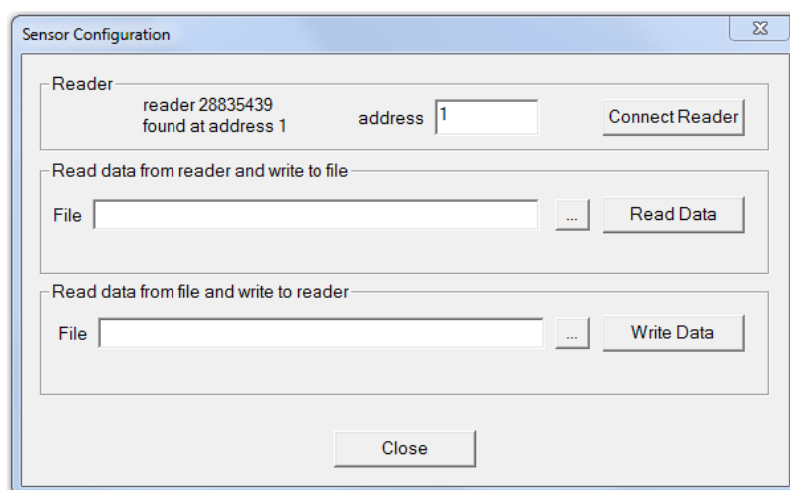 Sensor Configuration
Reader
reader 28835439
found at address 1
address 1 Connect Reader
Read data from reader and write to file
File ... Read Data
Read data from file and write to reader
File ... Write Data
Close